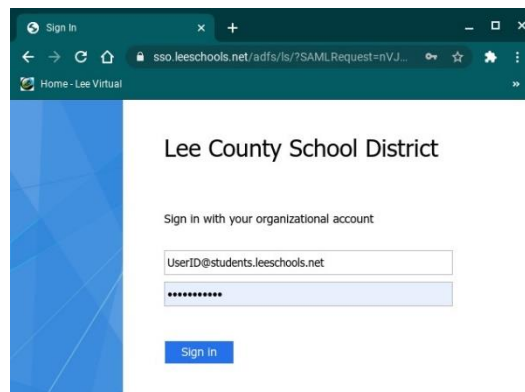 Sign In
sso.leeschools.net/adfs/ls/?SAMLRequest=nVJ...
Home - Lee Virtual
Lee County School District
Sign in with your organizational account
UserID@students.leeschools.net
•••••••••••
Sign in